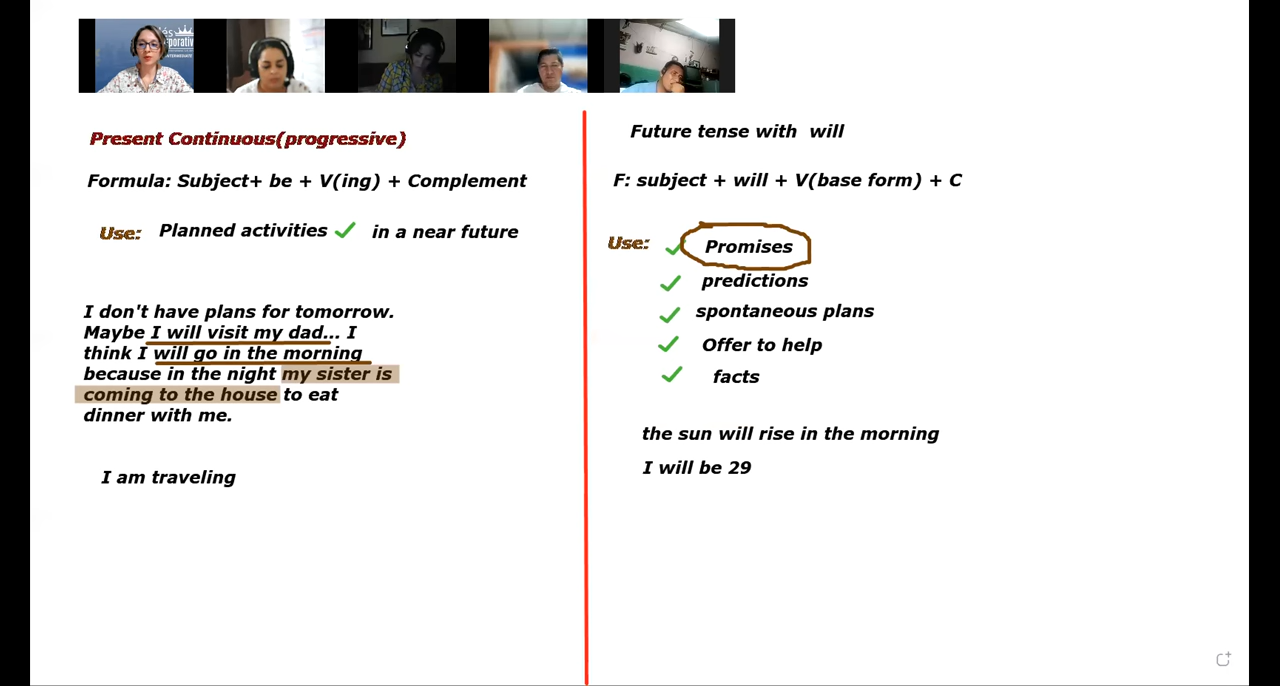 Present Continuous(progressive)
Formula: Subject+ be + V(ing) + Complement
Use: Planned activities in a near future
I don't have plans for tomorrow.
Maybe I will visit my dad... I
think I will go in the morning
because in the night my sister is
coming to the house to eat
dinner with me.
I am traveling
Future tense with will
F: subject + will + V(base form) + C
Use: Promises
predictions
spontaneous plans
Offer to help
facts
the sun will rise in the morning
I will be 29